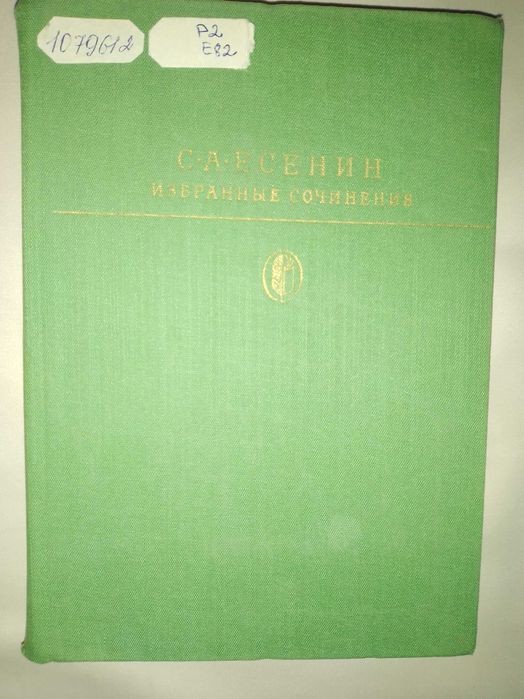 1079612
Р2
Е82
С·А·ЕСЕНИН
ИЗБРАННЫЕ СОЧИНЕНИЯ